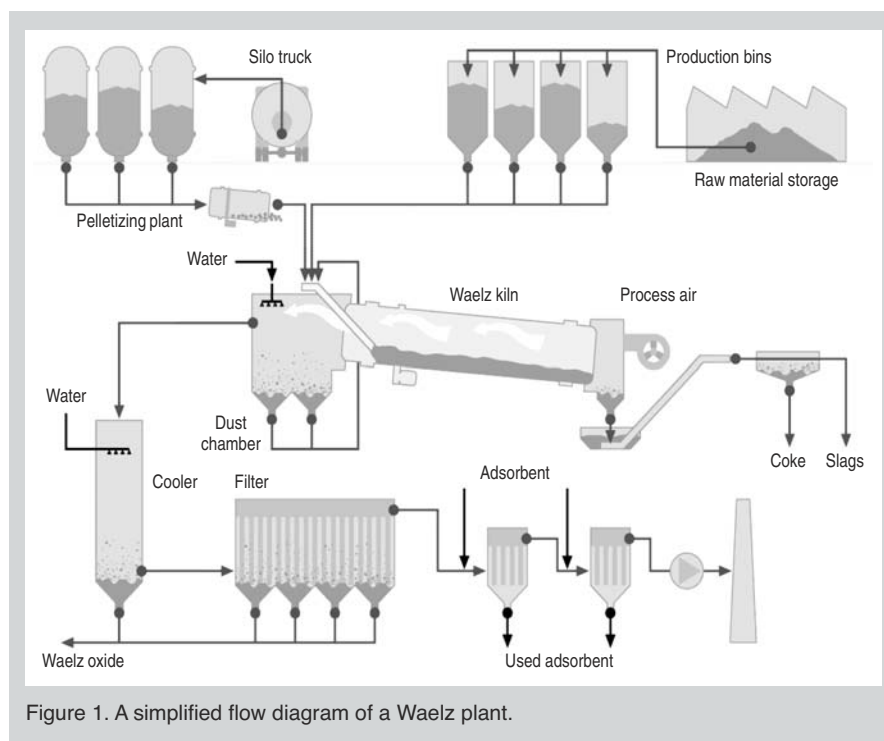 Silo truck
Production bins
Raw material storage
Pelletizing plant
Water
Waelz kiln
Process air
Water
Dust
chamber
Coke
Slags
Cooler
Filter
Adsorbent
Waelz oxide
Used adsorbent
Figure 1. A simplified flow diagram of a Waelz plant.